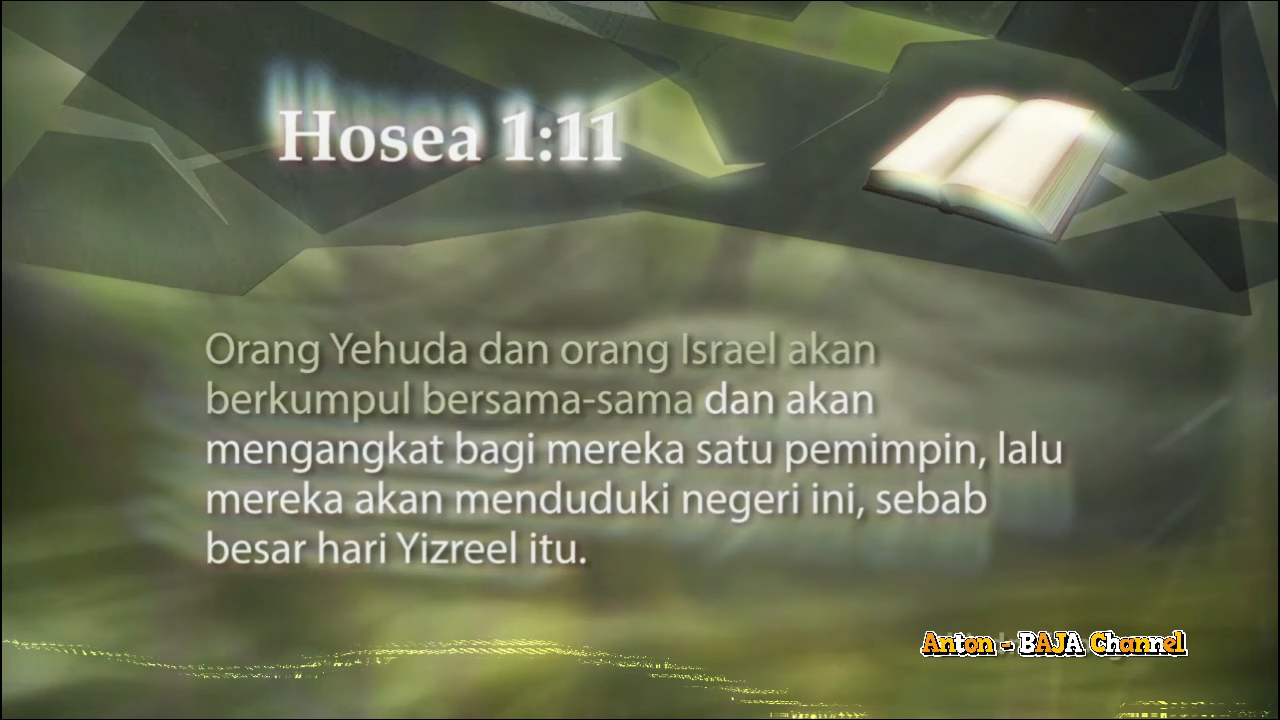 Hosea 1:11
Orang Yehuda dan orang Israel akan
berkumpul bersama-sama dan akan
mengangkat bagi mereka satu pemimpin, lalu
mereka akan menduduki negeri ini, sebab
besar hari Yizreel itu.
Anton - BAJA Channel